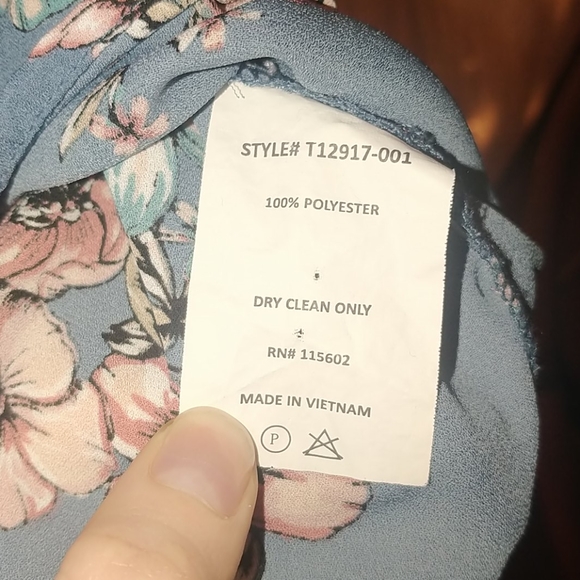 STYLE# T12917-001
100% POLYESTER
DRY CLEAN ONLY
RN# 115602
MADE IN VIETNAM
P